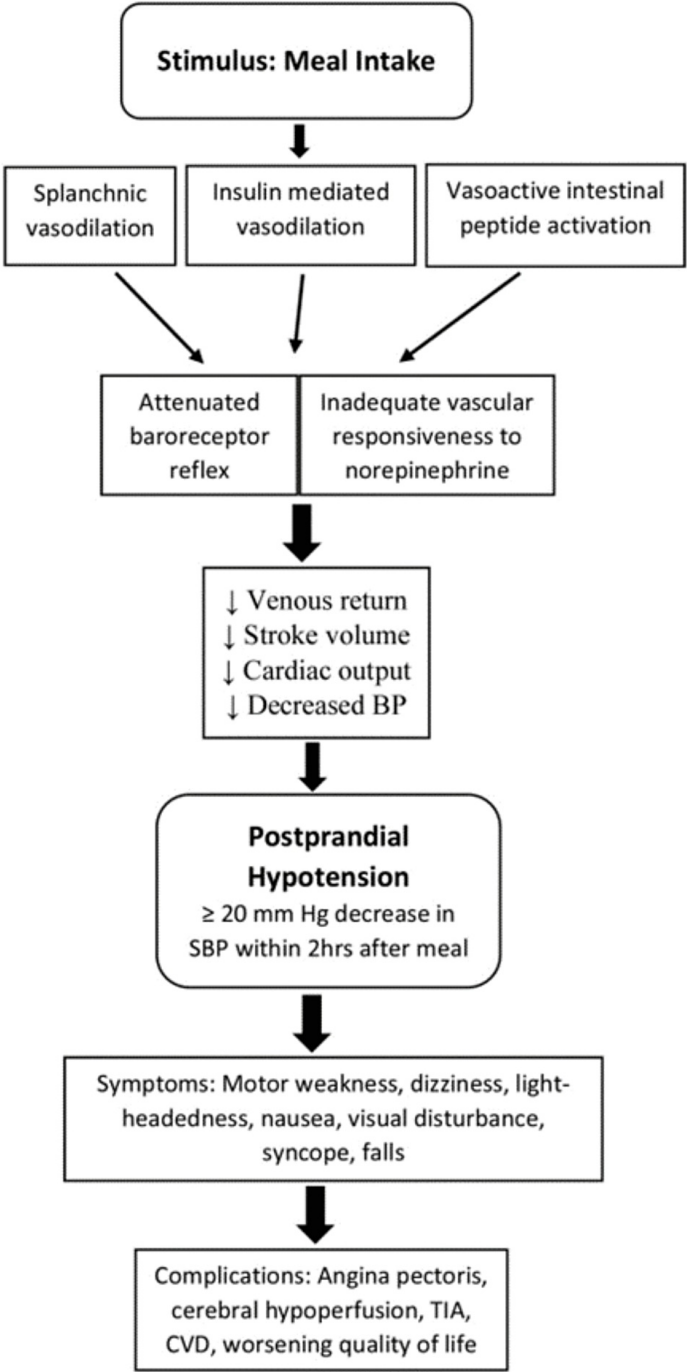 Stimulus: Meal Intake
Splanchnic
vasodilation
Insulin mediated
vasodilation
Vasoactive intestinal
peptide activation
Attenuated
baroreceptor
reflex
Inadequate vascular
responsiveness to
norepinephrine
↓ Venous return
↓ Stroke volume
↓ Cardiac output
↓ Decreased BP
Postprandial
Hypotension
≥ 20 mm Hg decrease in
SBP within 2hrs after meal
Symptoms: Motor weakness, dizziness, light-
headedness, nausea, visual disturbance,
syncope, falls
Complications: Angina pectoris,
cerebral hypoperfusion, TIA,
CVD, worsening quality of life